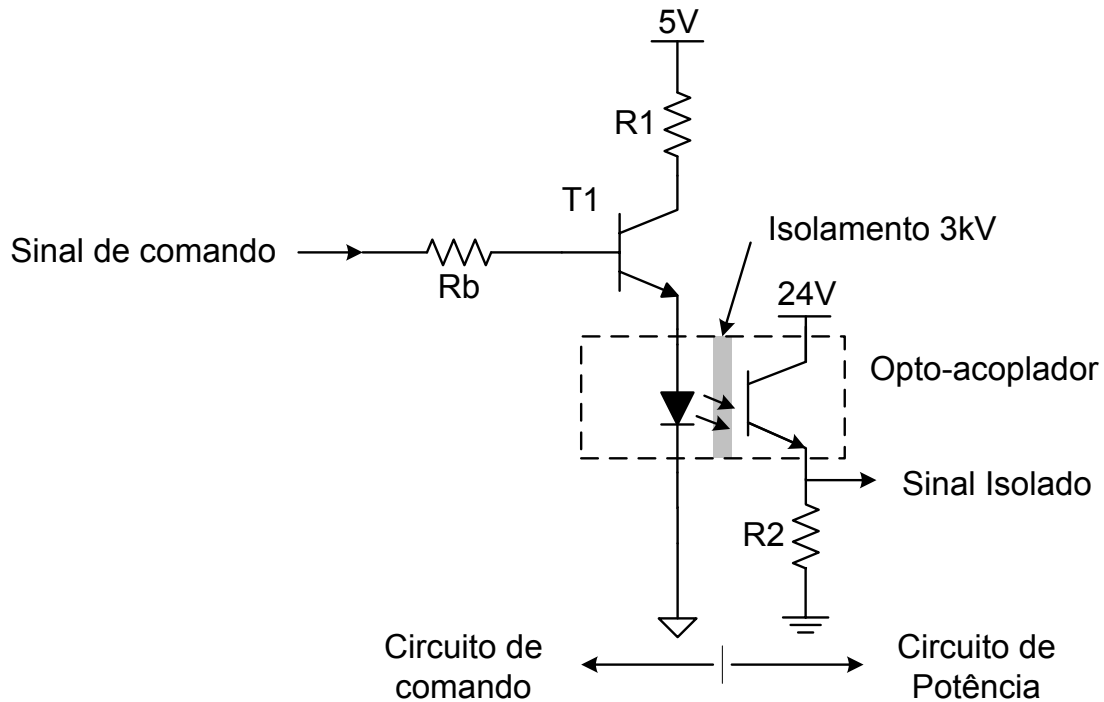 5V
R1
T1
Isolamento 3kV
Sinal de comando
Rb
24V
Opto-acoplador
Sinal Isolado
R2
Circuito de
comando
Circuito de
Potência